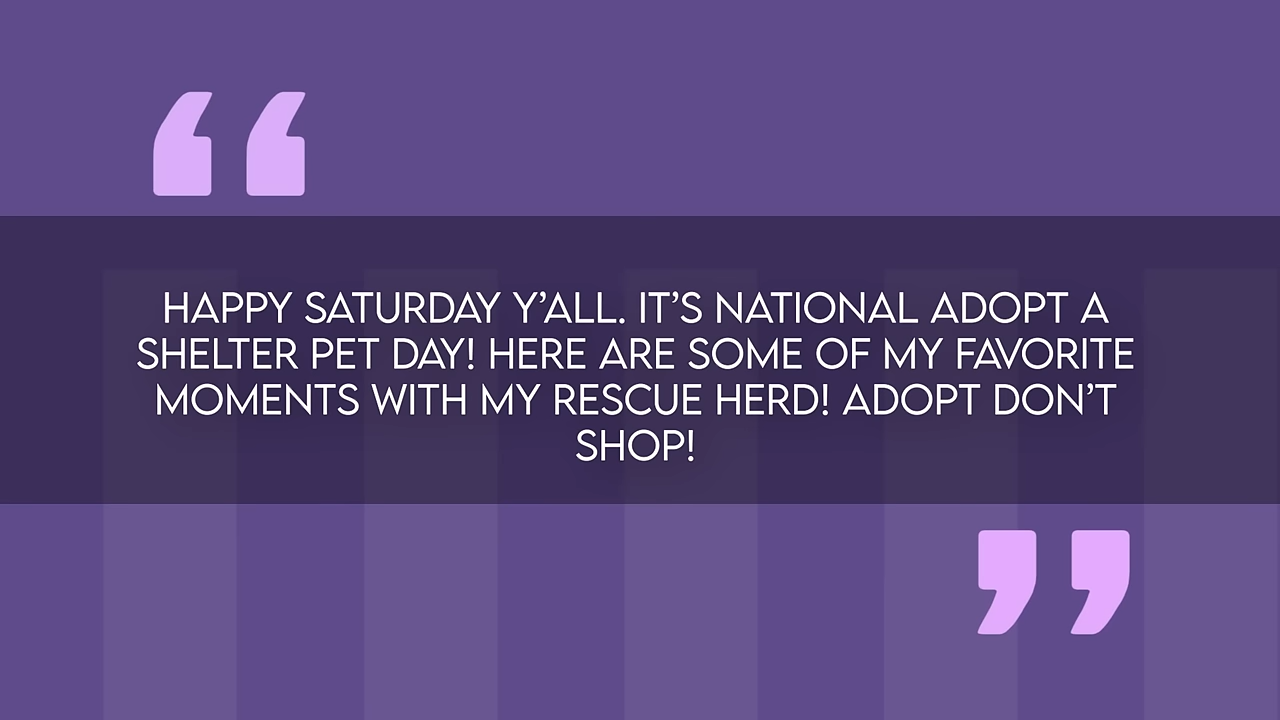 “
HAPPY SATURDAY Y’ALL. IT’S NATIONAL ADOPT A
SHELTER PET DAY! HERE ARE SOME OF MY FAVORITE
MOMENTS WITH MY RESCUE HERD! ADOPT DON’T
SHOP!
”